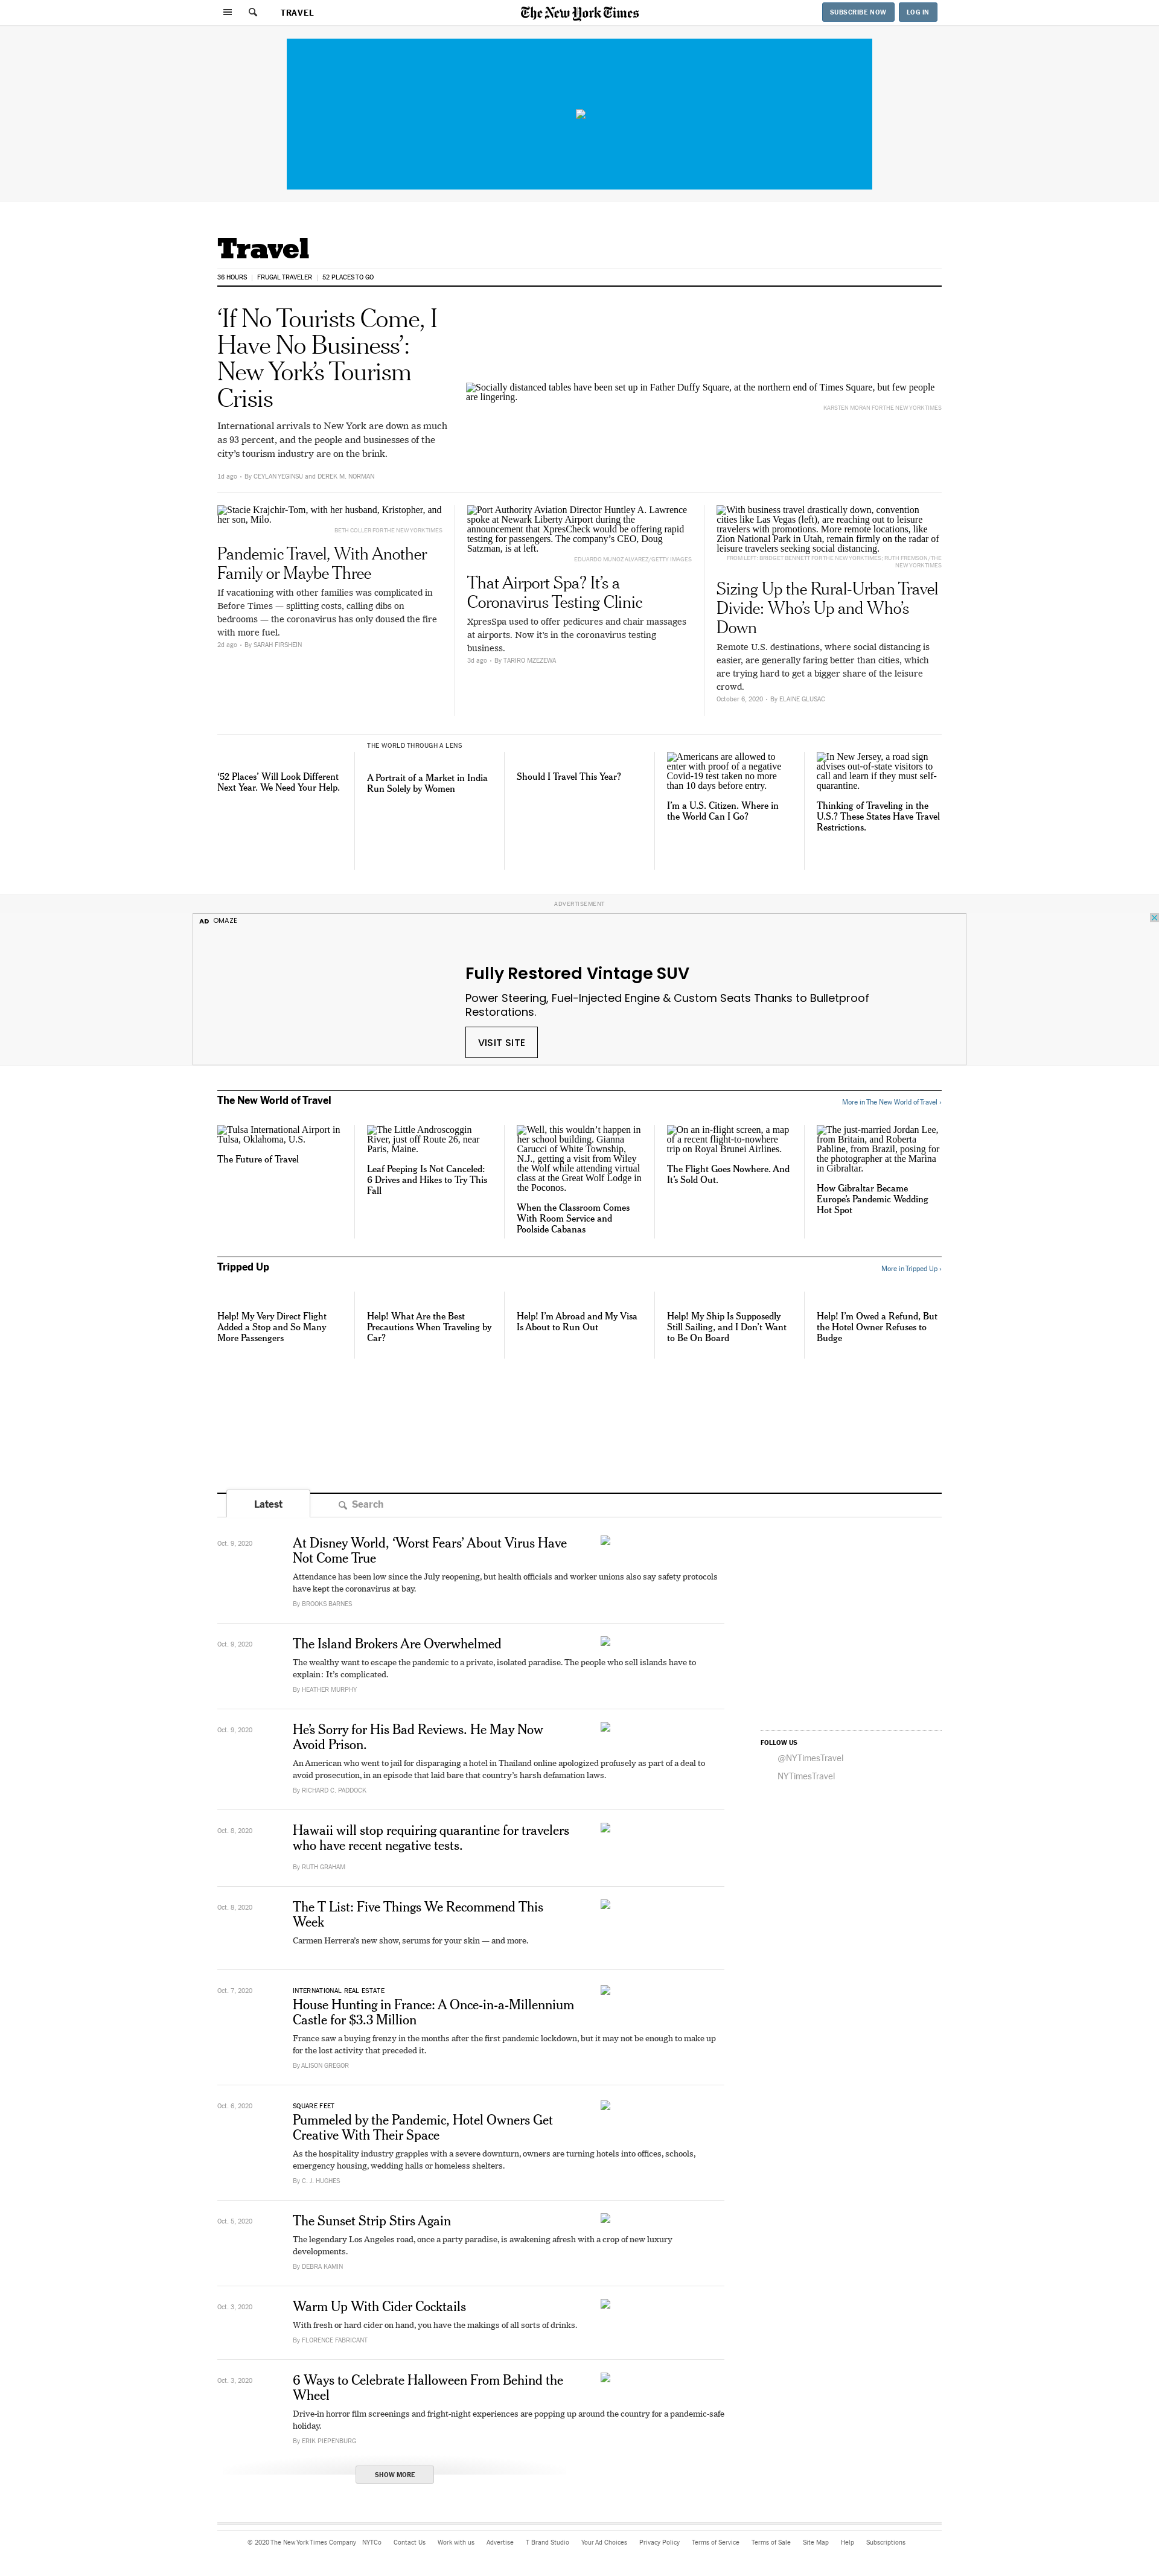 TRAVEL
The New York Times
SUBSCRIBE NOW
LOG IN
Travel
36 HOURS
FRUGAL TRAVELER
52 PLACES TO GO
‘If No Tourists Come, I
Have No Business’:
New York’s Tourism
Crisis
International arrivals to New York are down as much
as 93 percent, and the people and businesses of the
city’s tourism industry are on the brink.
1d ago • By CEYLAN YEGINSU and DEREK M. NORMAN
Socially distanced tables have been set up in Father Duffy Square, at the northern end of Times Square, but few people
are lingering.
KARSTEN MORAN FOR THE NEW YORK TIMES
Stacie Krajchir-Tom, with her husband, Kristopher, and
her son, Milo.
BETH COLLER FOR THE NEW YORK TIMES
Pandemic Travel, With Another
Family or Maybe Three
If vacationing with other families was complicated in
Before Times — splitting costs, calling dibs on
bedrooms — the coronavirus has only doused the fire
with more fuel.
2d ago • By SARAH FIRSHEIN
Port Authority Aviation Director Huntley A. Lawrence
spoke at Newark Liberty Airport during the
announcement that XpresCheck would be offering rapid
testing for passengers. The company’s CEO, Doug
Satzman, is at left.
EDUARDO MUNOZ ALVAREZ/GETTY IMAGES
That Airport Spa? It’s a
Coronavirus Testing Clinic
XpresSpa used to offer pedicures and chair massages
at airports. Now it’s in the coronavirus testing
business.
3d ago • By TARIRO MZEZEWA
With business travel drastically down, convention
cities like Las Vegas (left), are reaching out to leisure
travelers with promotions. More remote locations, like
Zion National Park in Utah, remain firmly on the radar of
leisure travelers seeking social distancing.
FROM LEFT: BRIDGET BENNETT FOR THE NEW YORK TIMES; RUTH FREMSON/THE
NEW YORK TIMES
Sizing Up the Rural-Urban Travel
Divide: Who’s Up and Who’s
Down
Remote U.S. destinations, where social distancing is
easier, are generally faring better than cities, which
are trying hard to get a bigger share of the leisure
crowd.
October 6, 2020 • By ELAINE GLUSAC
‘52 Places’ Will Look Different
Next Year. We Need Your Help.
THE WORLD THROUGH A LENS
A Portrait of a Market in India
Run Solely by Women
Should I Travel This Year?
Americans are allowed to
enter with proof of a negative
Covid-19 test taken no more
than 10 days before entry.
I’m a U.S. Citizen. Where in
the World Can I Go?
In New Jersey, a road sign
advises out-of-state visitors to
call and learn if they must self-
quarantine.
Thinking of Traveling in the
U.S.? These States Have Travel
Restrictions.
ADVERTISEMENT
AD OMAZE
Fully Restored Vintage SUV
Power Steering, Fuel-Injected Engine & Custom Seats Thanks to Bulletproof
Restorations.
VISIT SITE
The New World of Travel
More in The New World of Travel ›
Tulsa International Airport in
Tulsa, Oklahoma, U.S.
The Future of Travel
The Little Androscoggin
River, just off Route 26, near
Paris, Maine.
Leaf Peeping Is Not Canceled:
6 Drives and Hikes to Try This
Fall
Well, this wouldn’t happen in
her school building. Gianna
Carucci of White Township,
N.J., getting a visit from Wiley
the Wolf while attending virtual
class at the Great Wolf Lodge in
the Poconos.
When the Classroom Comes
With Room Service and
Poolside Cabanas
On an in-flight screen, a map
of a recent flight-to-nowhere
trip on Royal Brunei Airlines.
The Flight Goes Nowhere. And
It’s Sold Out.
The just-married Jordan Lee,
from Britain, and Roberta
Pabline, from Brazil, posing for
the photographer at the Marina
in Gibraltar.
How Gibraltar Became
Europe’s Pandemic Wedding
Hot Spot
Tripped Up
More in Tripped Up ›
Help! My Very Direct Flight
Added a Stop and So Many
More Passengers
Help! What Are the Best
Precautions When Traveling by
Car?
Help! I’m Abroad and My Visa
Is About to Run Out
Help! My Ship Is Supposedly
Still Sailing, and I Don’t Want
to Be On Board
Help! I’m Owed a Refund, But
the Hotel Owner Refuses to
Budge
Latest
Search
Oct. 9, 2020
At Disney World, ‘Worst Fears’ About Virus Have
Not Come True
Attendance has been low since the July reopening, but health officials and worker unions also say safety protocols
have kept the coronavirus at bay.
By BROOKS BARNES
Oct. 9, 2020
The Island Brokers Are Overwhelmed
The wealthy want to escape the pandemic to a private, isolated paradise. The people who sell islands have to
explain: It’s complicated.
By HEATHER MURPHY
Oct. 9, 2020
He’s Sorry for His Bad Reviews. He May Now
Avoid Prison.
An American who went to jail for disparaging a hotel in Thailand online apologized profusely as part of a deal to
avoid prosecution, in an episode that laid bare that country’s harsh defamation laws.
By RICHARD C. PADDOCK
FOLLOW US
@NYTimesTravel
NYTimesTravel
Oct. 8, 2020
Hawaii will stop requiring quarantine for travelers
who have recent negative tests.
By RUTH GRAHAM
Oct. 8, 2020
The T List: Five Things We Recommend This
Week
Carmen Herrera’s new show, serums for your skin — and more.
Oct. 7, 2020
INTERNATIONAL REAL ESTATE
House Hunting in France: A Once-in-a-Millennium
Castle for $3.3 Million
France saw a buying frenzy in the months after the first pandemic lockdown, but it may not be enough to make up
for the lost activity that preceded it.
By ALISON GREGOR
Oct. 6, 2020
SQUARE FEET
Pummeled by the Pandemic, Hotel Owners Get
Creative With Their Space
As the hospitality industry grapples with a severe downturn, owners are turning hotels into offices, schools,
emergency housing, wedding halls or homeless shelters.
By C. J. HUGHES
Oct. 5, 2020
The Sunset Strip Stirs Again
The legendary Los Angeles road, once a party paradise, is awakening afresh with a crop of new luxury
developments.
By DEBRA KAMIN
Oct. 3, 2020
Warm Up With Cider Cocktails
With fresh or hard cider on hand, you have the makings of all sorts of drinks.
By FLORENCE FABRICANT
Oct. 3, 2020
6 Ways to Celebrate Halloween From Behind the
Wheel
Drive-in horror film screenings and fright-night experiences are popping up around the country for a pandemic-safe
holiday.
By ERIK PIEPENBURG
SHOW MORE
© 2020 The New York Times Company NYTCo Contact Us Work with us Advertise T Brand Studio Your Ad Choices Privacy Policy Terms of Service Terms of Sale Site Map Help Subscriptions